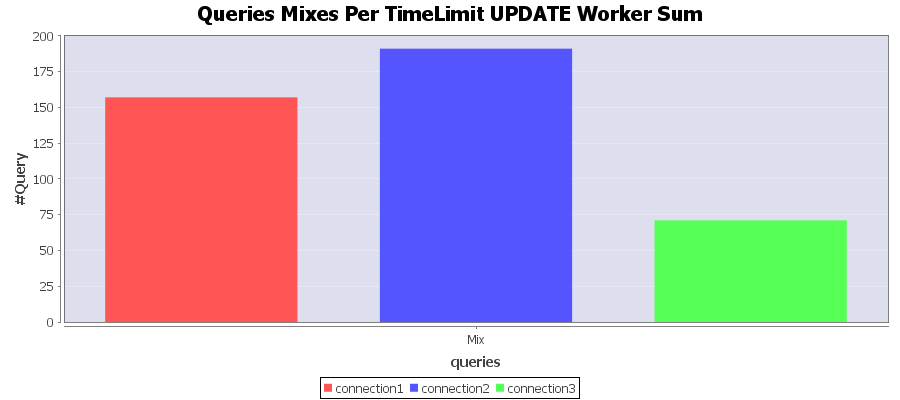 Queries Mixes Per TimeLimit UPDATE Worker Sum
#Query
200
175
150
125
100
75
50
25
0
Mix
queries
connection1 connection2 connection3